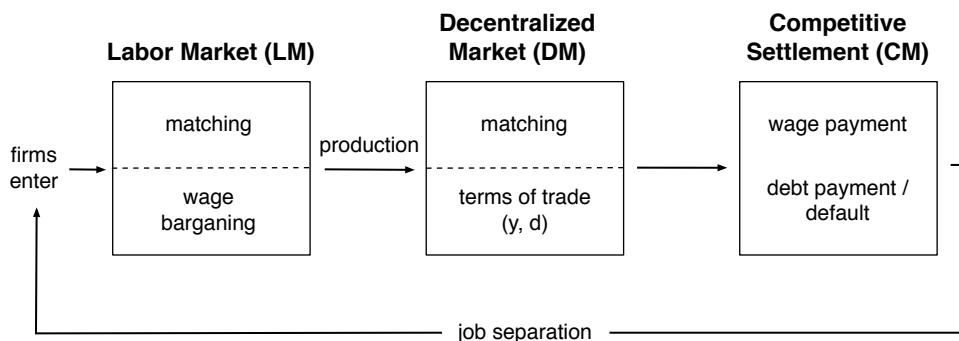 Labor Market (LM)
Decentralized
Market (DM)
Competitive
Settlement (CM)
firms
enter
matching
wage
barganing
production
matching
terms of trade
(y, d)
wage payment
debt payment /
default
job separation